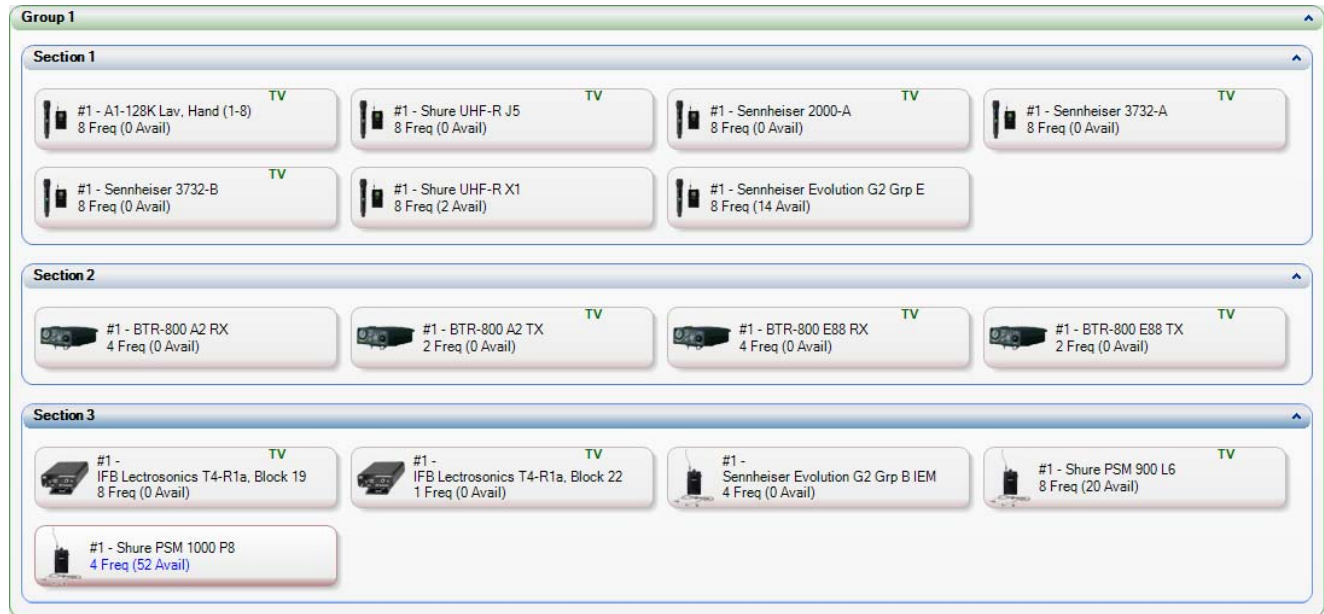 Group 1
Section 1
TV
#1 - A1-128K Lav, Hand (1-8)
8 Freq (0 Avail)
TV
#1 - Shure UHF-R J5
8 Freq (0 Avail)
TV
#1 - Sennheiser 2000-A
8 Freq (0 Avail)
TV
#1 - Sennheiser 3732-A
8 Freq (0 Avail)
TV
#1 - Sennheiser 3732-B
8 Freq (0 Avail)
#1 - Shure UHF-R X1
8 Freq (2 Avail)
#1 - Sennheiser Evolution G2 Grp E
8 Freq (14 Avail)
Section 2
#1 - BTR-800 A2 RX
4 Freq (0 Avail)
TV
#1 - BTR-800 A2 TX
2 Freq (0 Avail)
TV
#1 - BTR-800 E88 RX
4 Freq (0 Avail)
TV
#1 - BTR-800 E88 TX
2 Freq (0 Avail)
Section 3
TV
#1 -
IFB Lectrosonics T4-R1a, Block 19
8 Freq (0 Avail)
TV
#1 -
IFB Lectrosonics T4-R1a, Block 22
1 Freq (0 Avail)
#1 -
Sennheiser Evolution G2 Grp B IEM
4 Freq (0 Avail)
TV
#1 - Shure PSM 900 L6
8 Freq (20 Avail)
#1 - Shure PSM 1000 P8
4 Freq (52 Avail)